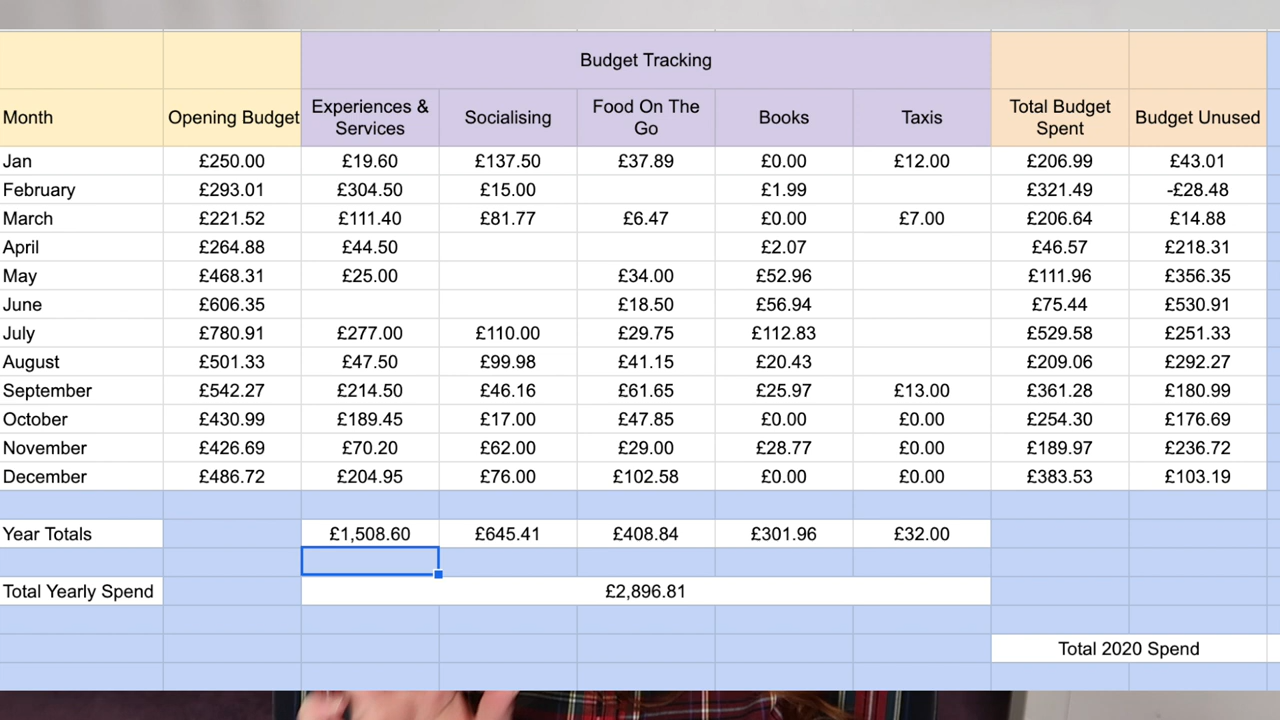 Budget Tracking
Month Opening Budget Experiences & Services Socialising Food On The Go Books Taxis Total Budget Spent Budget Unused
Jan £250.00 £19.60 £137.50 £37.89 £0.00 £12.00 £206.99 £43.01
February £293.01 £304.50 £15.00 £1.99 £321.49 -£28.48
March £221.52 £111.40 £81.77 £6.47 £0.00 £7.00 £206.64 £14.88
April £264.88 £44.50 £2.07 £46.57 £218.31
May £468.31 £25.00 £34.00 £52.96 £111.96 £356.35
June £606.35 £18.50 £56.94 £75.44 £530.91
July £780.91 £277.00 £110.00 £29.75 £112.83 £529.58 £251.33
August £501.33 £47.50 £99.98 £41.15 £20.43 £209.06 £292.27
September £542.27 £214.50 £46.16 £61.65 £25.97 £13.00 £361.28 £180.99
October £430.99 £189.45 £17.00 £47.85 £0.00 £0.00 £254.30 £176.69
November £426.69 £70.20 £62.00 £29.00 £28.77 £0.00 £189.97 £236.72
December £486.72 £204.95 £76.00 £102.58 £0.00 £0.00 £383.53 £103.19
Year Totals £1,508.60 £645.41 £408.84 £301.96 £32.00
Total Yearly Spend £2,896.81
Total 2020 Spend